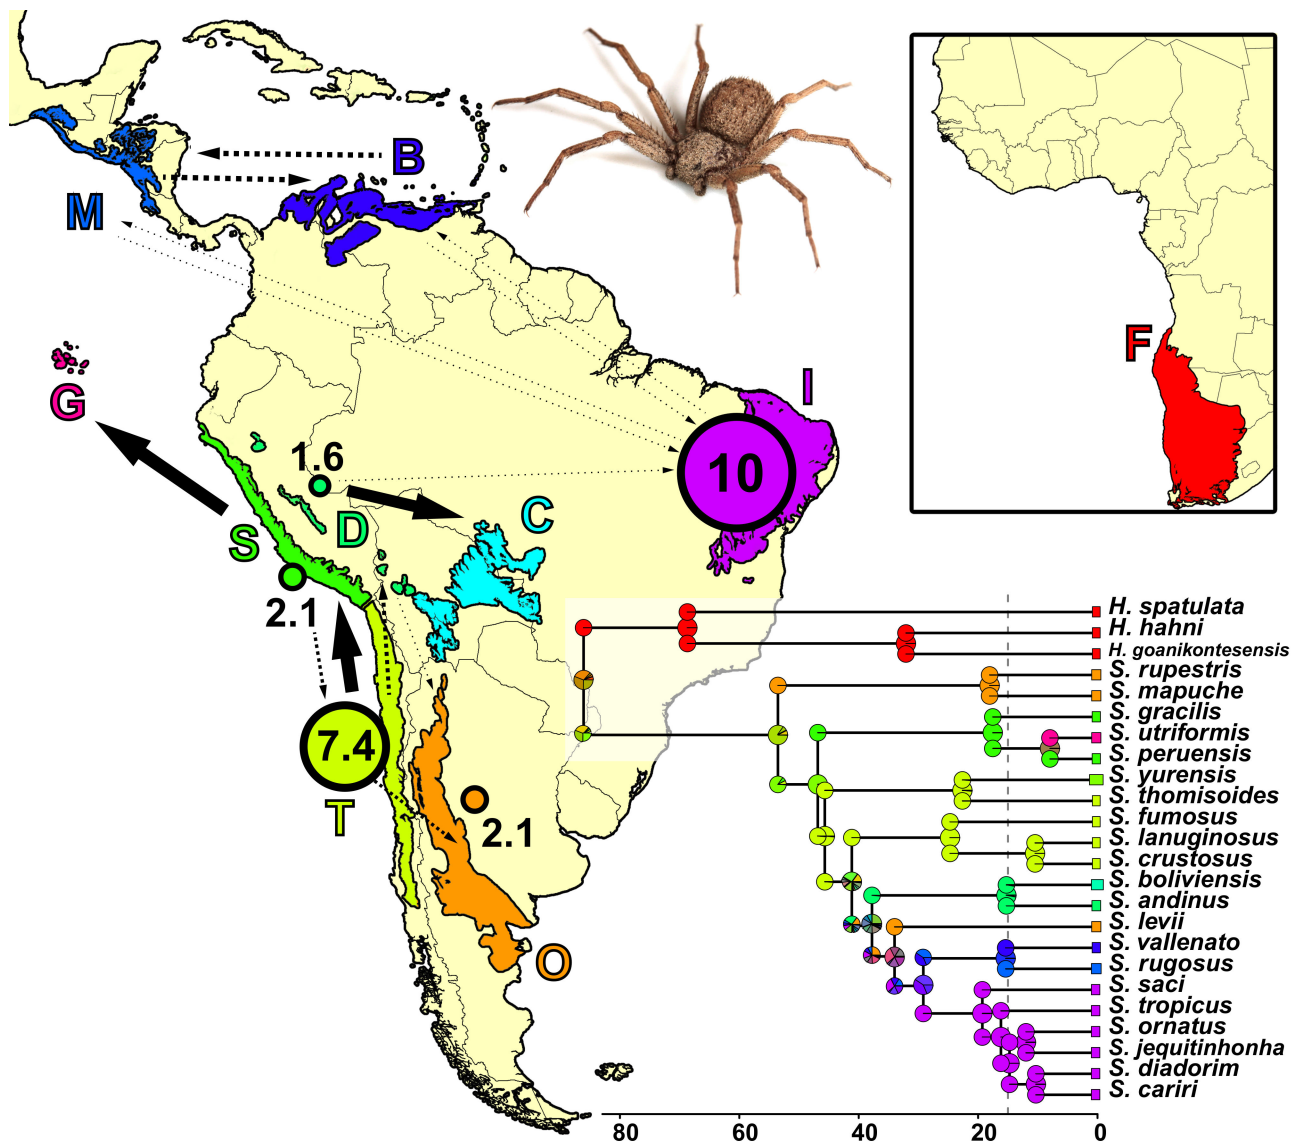 B
M
F
G
I
1.6
10
C
S
D
2.1
7.4
T
2.1
O
H. spatulata
H. hahni
H. goanikontesensis
S. rupestris
S. mapuche
S. gracilis
S. utriformis
S. peruensis
S. yurensis
S. thomisoides
S. fumosus
S. lanuginosus
S. crustosus
S. boliviensis
S. andinus
S. levii
S. vallenato
S. rugosus
S. saci
S. tropicus
S. ornatus
S. jequitinhonha
S. diadorim
S. cariri
80 60 40 20 0